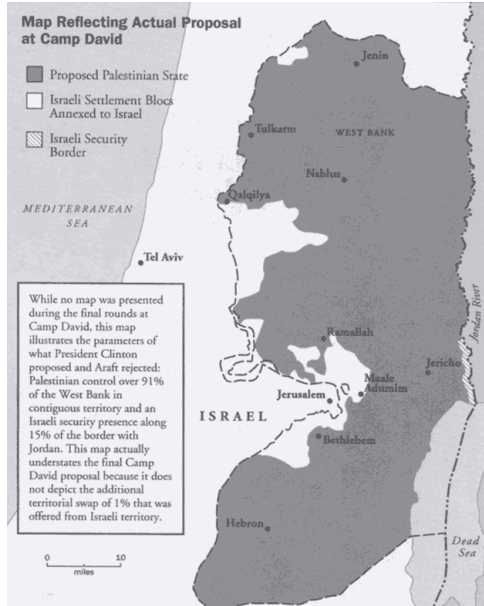 Map Reflecting Actual Proposal
at Camp David
Proposed Palestinian State
Israeli Settlement Blocs
Annexed to Israel
Israeli Security
Border
Jenin
Tulkarm
WEST BANK
Nablus
Qalqilya
MEDITERRANEAN
SEA
Tel Aviv
Jordan River
While no map was presented
during the final rounds at
Camp David, this map
illustrates the parameters of
what President Clinton
proposed and Araft rejected:
Palestinian control over 91%
of the West Bank in
contiguous territory and an
Israeli security presence along
15% of the border with
Jordan. This map actually
understates the final Camp
David proposal because it does
not depict the additional
territorial swap of 1% that was
offered from Israeli territory.
Ramallah
Jericho
Maale
Adumim
Jerusalem
ISRAEL
Bethlehem
Hebron
Dead
Sea
0 10
miles